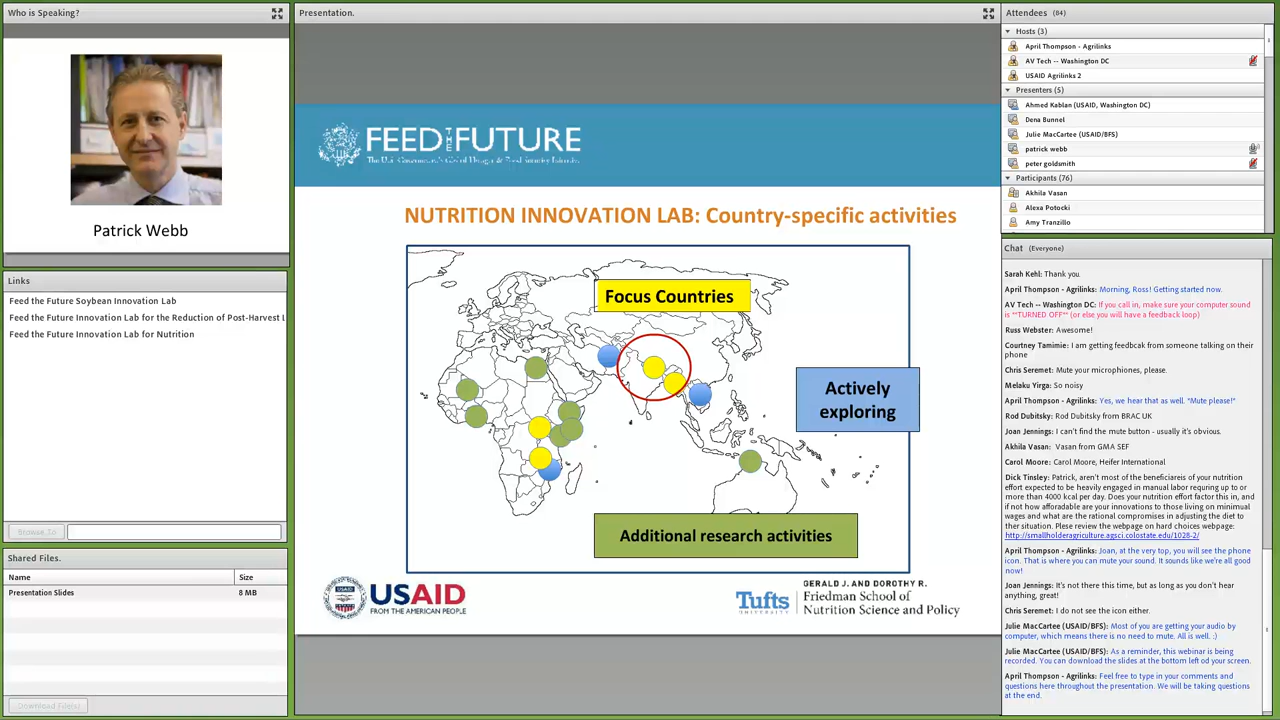 Who is Speaking?
Patrick Webb
Links
Feed the Future Soybean Innovation Lab
Feed the Future Innovation Lab for the Reduction of Post-Harvest L
Feed the Future Innovation Lab for Nutrition
Browse To
Shared Files.
Name Size
Presentation Slides 8 MB
Download File(s)
Presentation.
FEED THE FUTURE
The U.S. Government's Global Hunger & Food Security Initiative
NUTRITION INNOVATION LAB: Country-specific activities
Focus Countries
Actively
exploring
Additional research activities
USAID
FROM THE AMERICAN PEOPLE
Tufts
UNIVERSITY
GERALD J. AND DOROTHY R.
Friedman School of
Nutrition Science and Policy
Attendees (84)
Hosts (3)
April Thompson - Agrilinks
AV Tech -- Washington DC
USAID Agrilinks 2
Presenters (5)
Ahmed Kablan (USAID, Washington DC)
Dena Bunnel
Julie MacCartee (USAID/BFS)
patrick webb
peter goldsmith
Participants (76)
Akhila Vasan
Alexa Potocki
Amy Tranzillo
Chat (Everyone)
Sarah Kehl: Thank you
April Thompson - Agrilinks: Morning, Ross! Getting started now.
AV Tech -- Washington DC: If you call in, make sure your computer sound
is **TURNED OFF** (or else you will have a feedback loop)
Russ Webster: Awesome!
Courtney Tamimie: I am getting feedbcak from someone talking on their
phone
Chris Seremet: Mute your microphones, please.
Melaku Yirga: So noisy
April Thompson - Agrilinks: Yes, we hear that as well. "Mute please!"
Rod Dubitsky: Rod Dubitsky from BRAC UK
Joan Jennings: I can't find the mute button - usually it's obvious.
Akhila Vasan: Vasan from GMA SEF
Carol Moore: Carol Moore, Heifer International
Dick Tinsley: Patrick, aren't most of the beneficiareis of your nutrition
effort expected to be heavily engaged in manual labor requring up to or
more than 4000 kcal per day. Does your nutrition effort factor this in, and
if not how affordable are your innovations to those living on minimal
wages and what are the rational compromises in adjusting the diet to
ther situation. Plese review the webpage on hard choices webpage:
http://smallholderagriculture.agsci.colostate.edu/1028-2/
April Thompson - Agrilinks: Joan, at the very top, you will see the phone
icon. That is where you can mute your sound. It sounds like we're all good
now!
Joan Jennings: It's not there this time, but as long as you don't hear
anything, great!
Chris Seremet: I do not see the icon either.
Julie MacCartee (USAID/BFS): Most of you are getting your audio by
computer, which means there is no need to mute. All is well. :)
Julie MacCartee (USAID/BFS): As a reminder, this webinar is being
recorded. You can download the slides at the bottom left od your screen.
April Thompson - Agrilinks: Feel free to type in your comments and
questions here throughout the presentation. We will be taking questions
at the end.